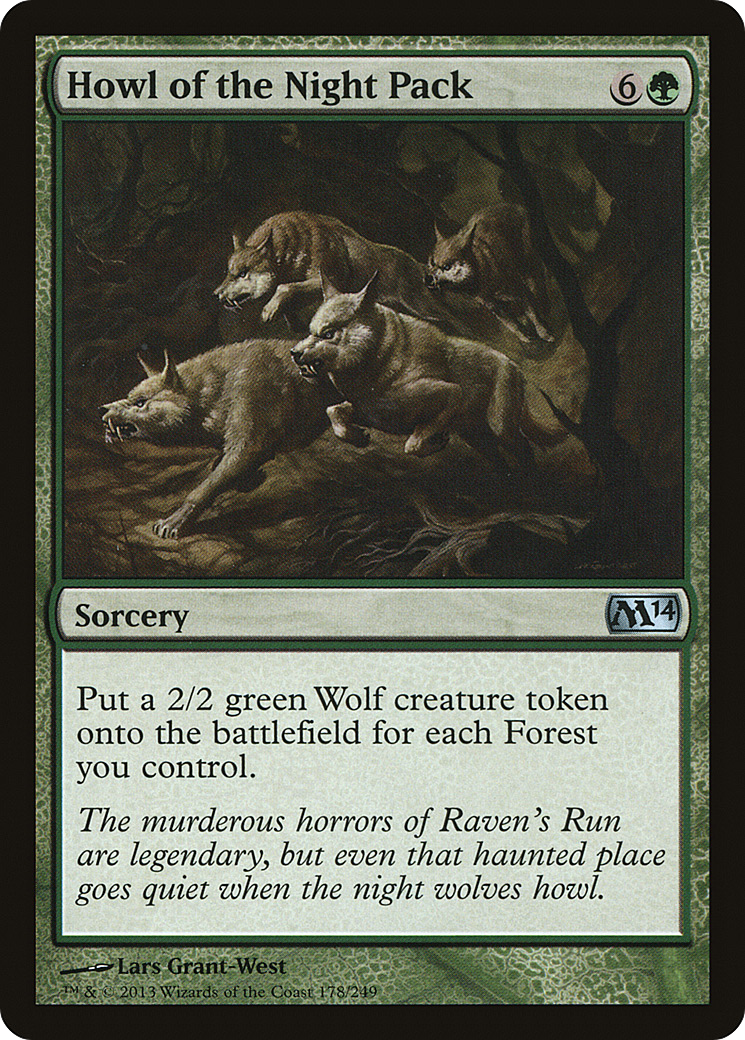 Howl of the Night Pack 6
Sorcery M14
Put a 2/2 green Wolf creature token
onto the battlefield for each Forest
you control.
The murderous horrors of Raven's Run
are legendary, but even that haunted place
goes quiet when the night wolves howl.
Lars Grant-West
™ & © 2013 Wizards of the Coast 178/249